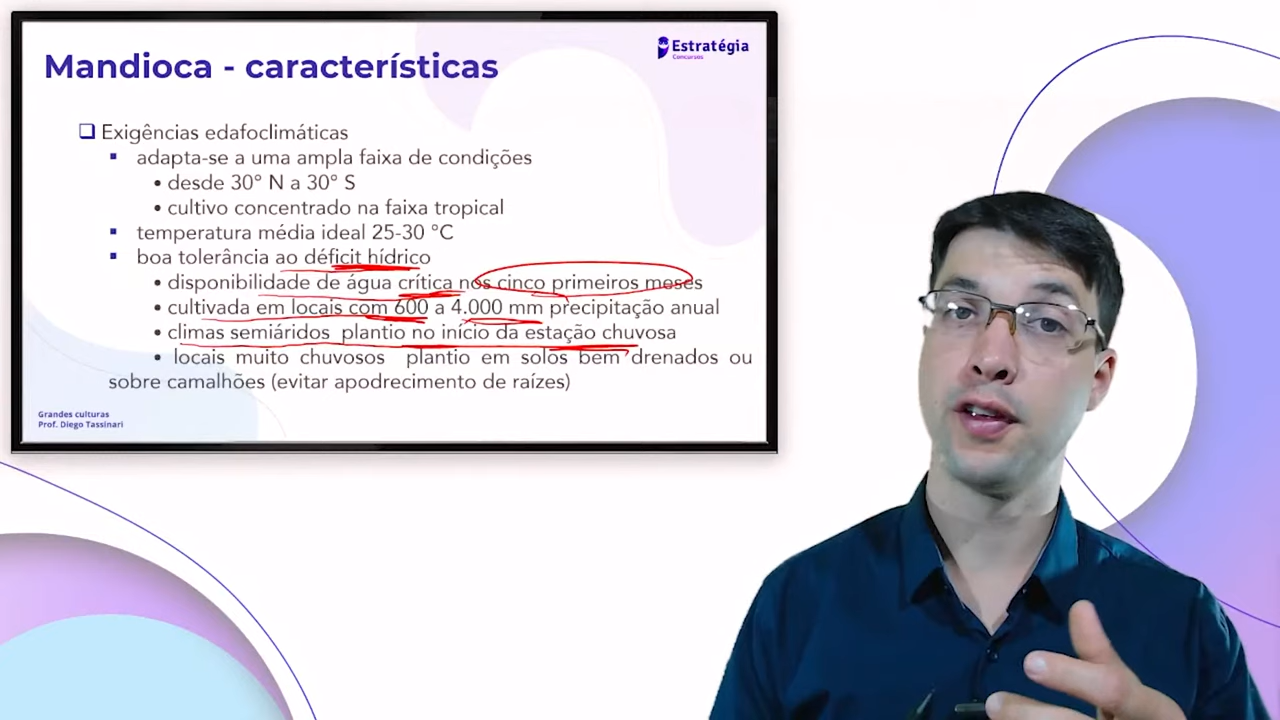 Estratégia
Concursos
Mandioca - características
❑ Exigências edafoclimáticas
▪ adapta-se a uma ampla faixa de condições
• desde 30° N a 30° S
• cultivo concentrado na faixa tropical
▪ temperatura média ideal 25-30 °C
▪ boa tolerância ao déficit hídrico
• disponibilidade de água crítica nos cinco primeiros meses
• cultivada em locais com 600 a 4.000 mm precipitação anual
• climas semiáridos plantio no início da estação chuvosa
• locais muito chuvosos plantio em solos bem drenados ou
sobre camalhões (evitar apodrecimento de raízes)
Grandes culturas
Prof. Diego Tassinari